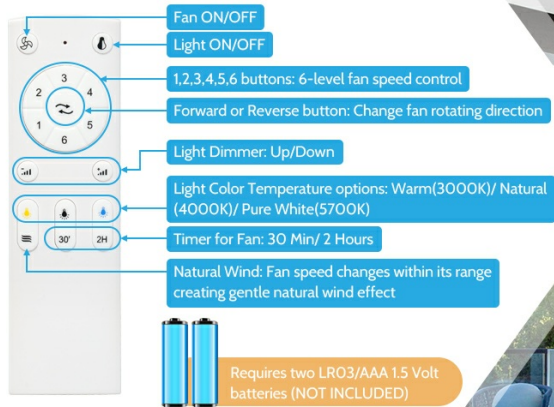 Fan ON/OFF
Light ON/OFF
1,2,3,4,5,6 buttons: 6-level fan speed control
Forward or Reverse button: Change fan rotating direction
Light Dimmer: Up/Down
Light Color Temperature options: Warm(3000K)/ Natural
(4000K)/ Pure White(5700K)
Timer for Fan: 30 Min/ 2 Hours
Natural Wind: Fan speed changes within its range
creating gentle natural wind effect
Requires two LR03/AAA 1.5 Volt
batteries (NOT INCLUDED)
3
2 4
1 5
6
30' 2H